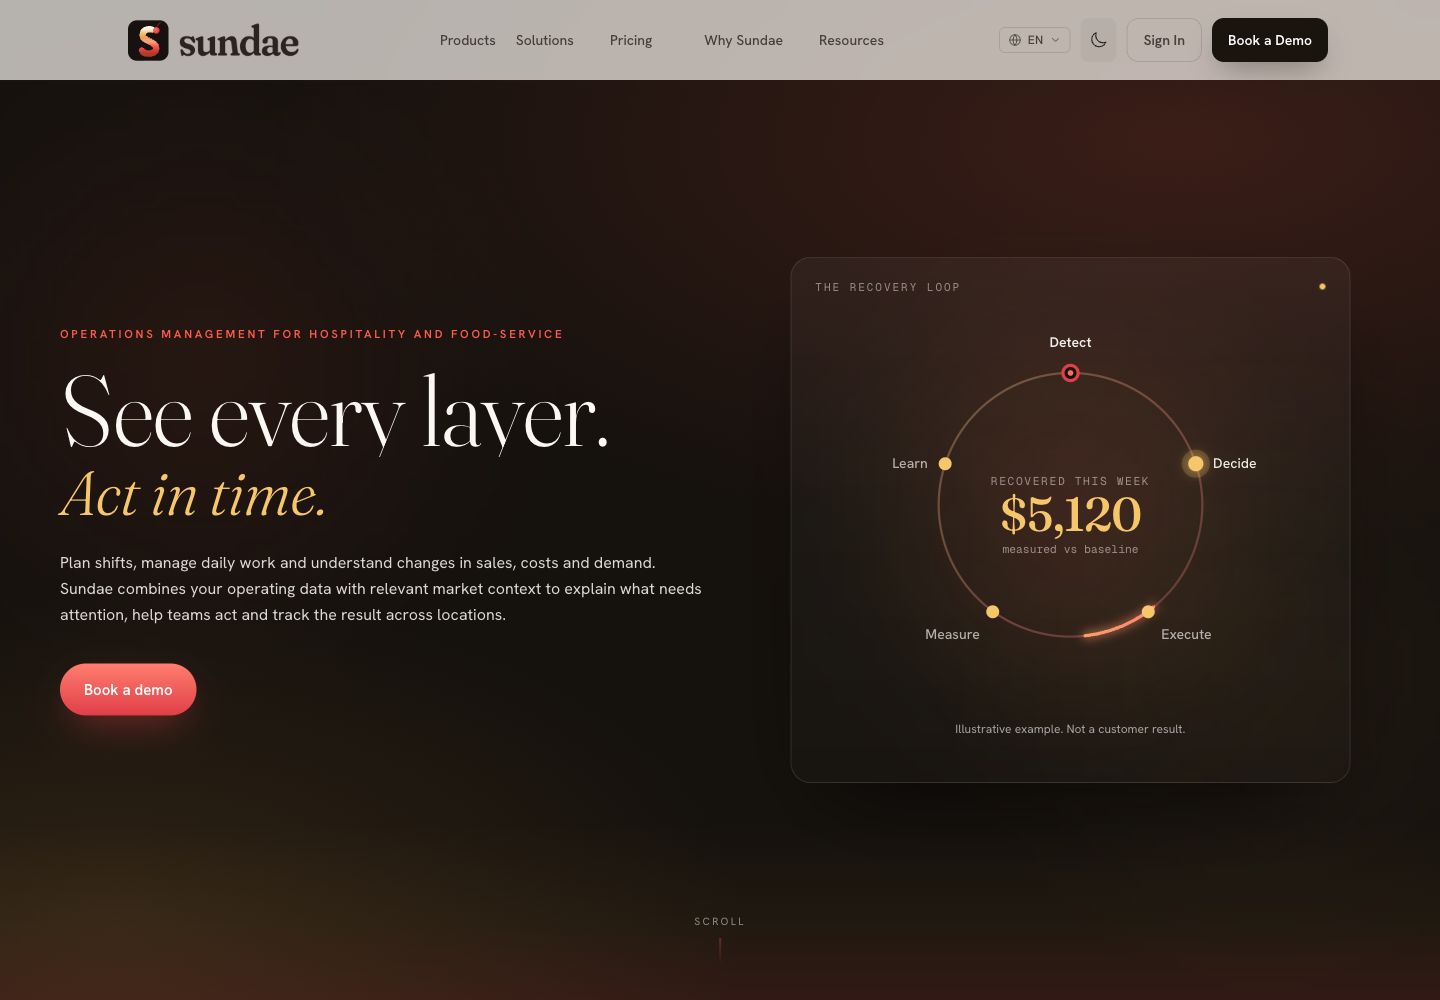 sundae
Products Solutions Pricing Why Sundae Resources EN Sign In Book a Demo
OPERATIONS MANAGEMENT FOR HOSPITALITY AND FOOD-SERVICE
See every layer.
Act in time.
Plan shifts, manage daily work and understand changes in sales, costs and demand.
Sundae combines your operating data with relevant market context to explain what needs
attention, help teams act and track the result across locations.
Book a demo
THE RECOVERY LOOP
Detect
Learn
Decide
RECOVERED THIS WEEK
$5,120
measured vs baseline
Measure
Execute
Illustrative example. Not a customer result.
SCROLL